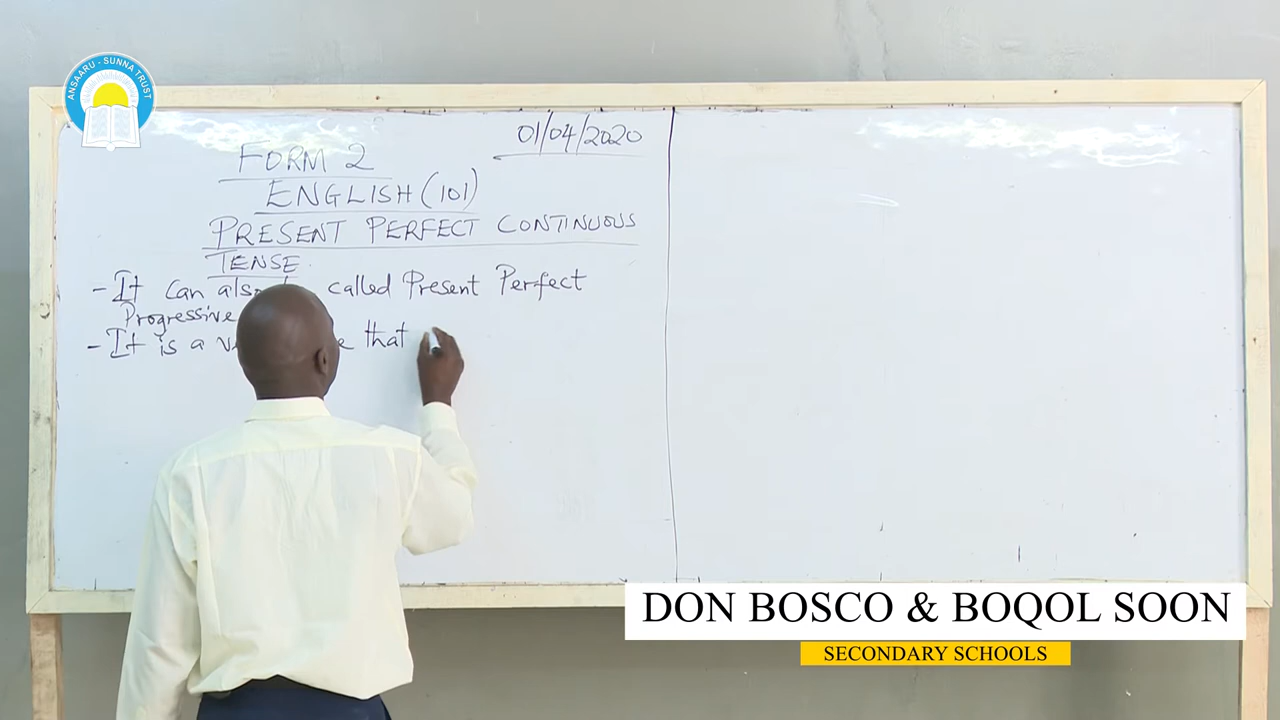 ANSAARU - SUNNA TRUST
01/04/2020
FORM 2
ENGLISH (101)
PRESENT PERFECT CONTINUOUS
TENSE.
- It can also called Present Perfect
Progressive
- It is a that
DON BOSCO & BOQOL SOON
SECONDARY SCHOOLS